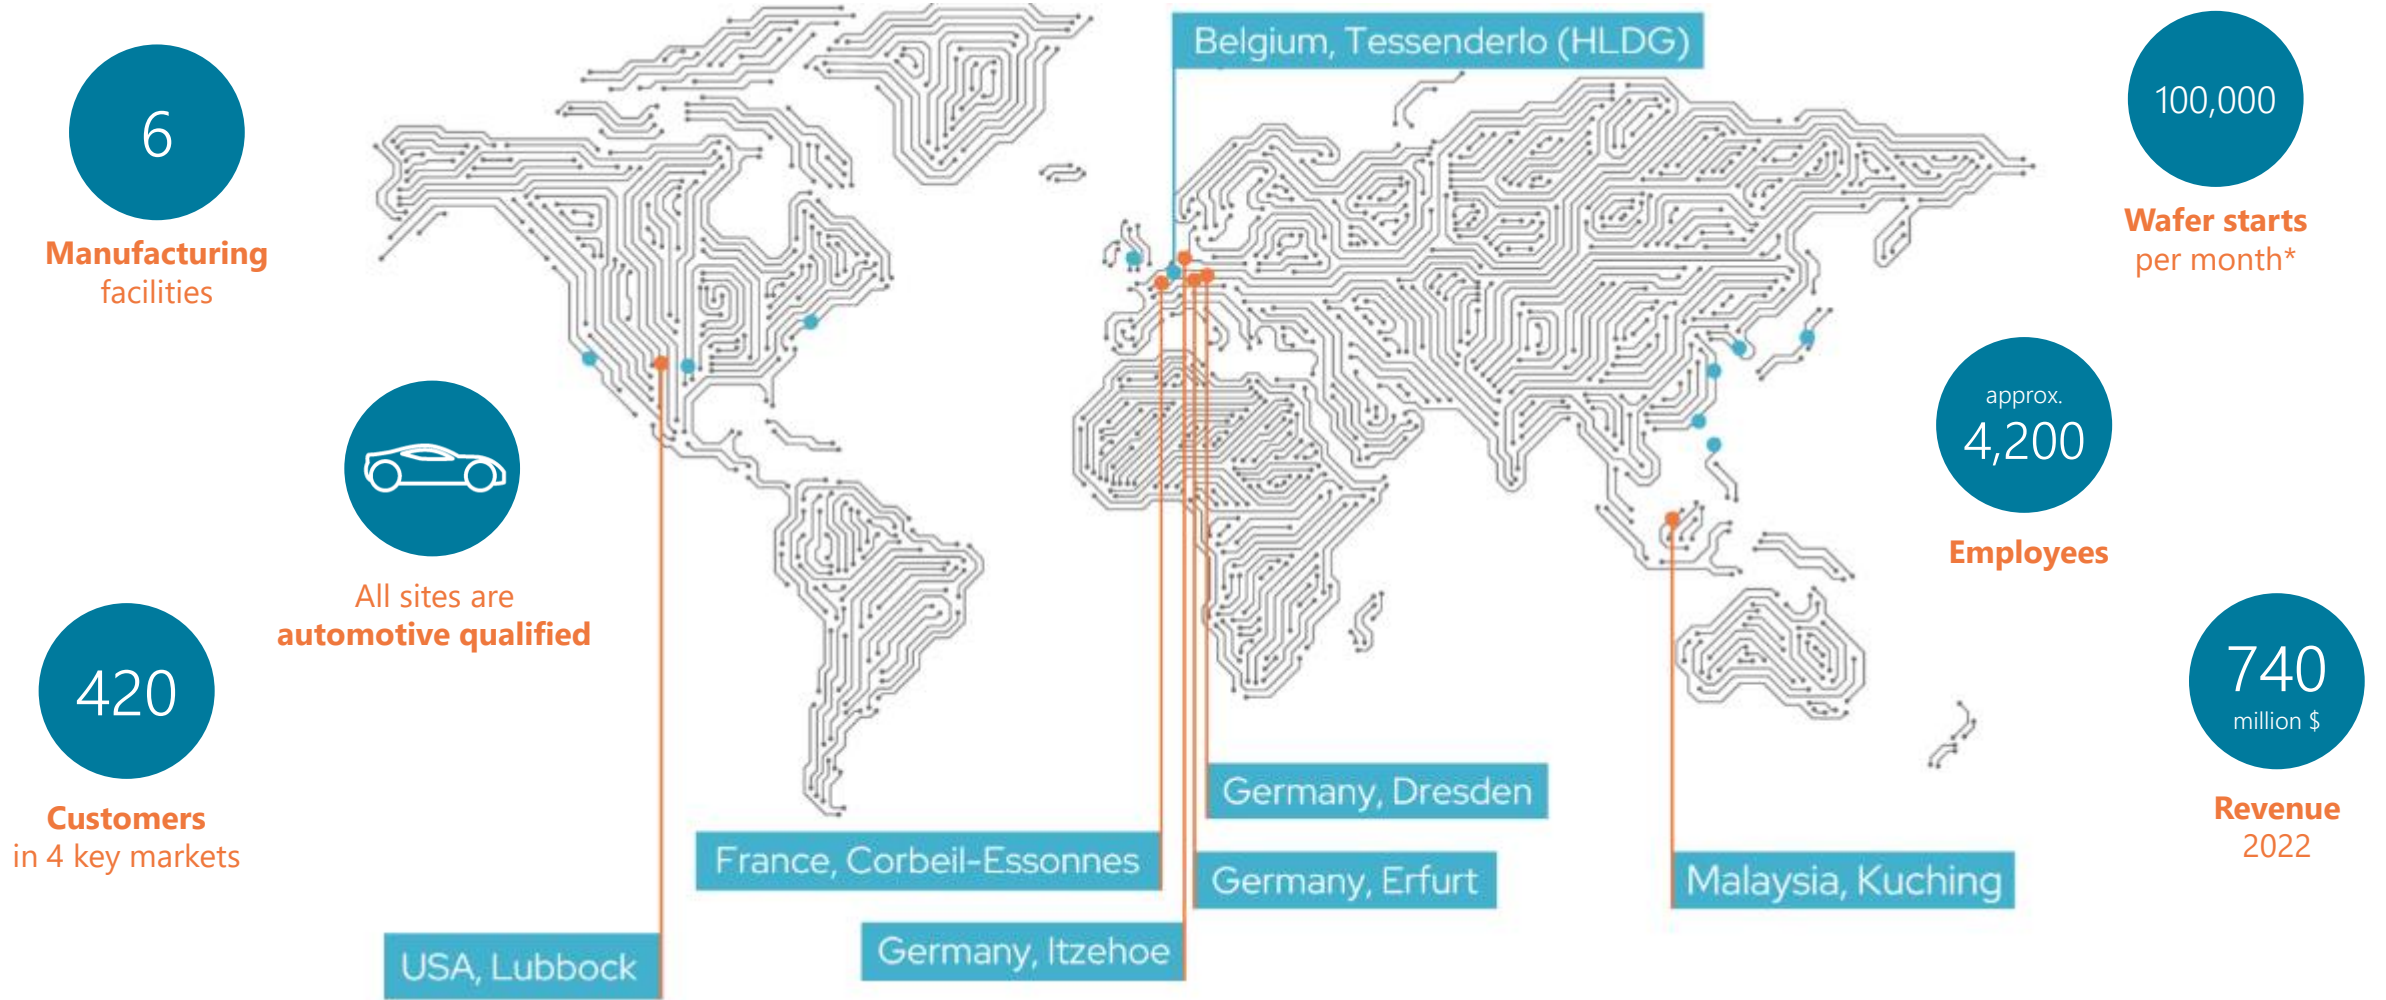 6
Manufacturing
facilities
All sites are
automotive qualified
420
Customers
in 4 key markets
Belgium, Tessenderlo (HLDG)
Germany, Dresden
France, Corbeil-Essonnes
Germany, Erfurt
Germany, Itzehoe
USA, Lubbock
Malaysia, Kuching
100,000
Wafer starts
per month*
approx.
4,200
Employees
740
million $
Revenue
2022